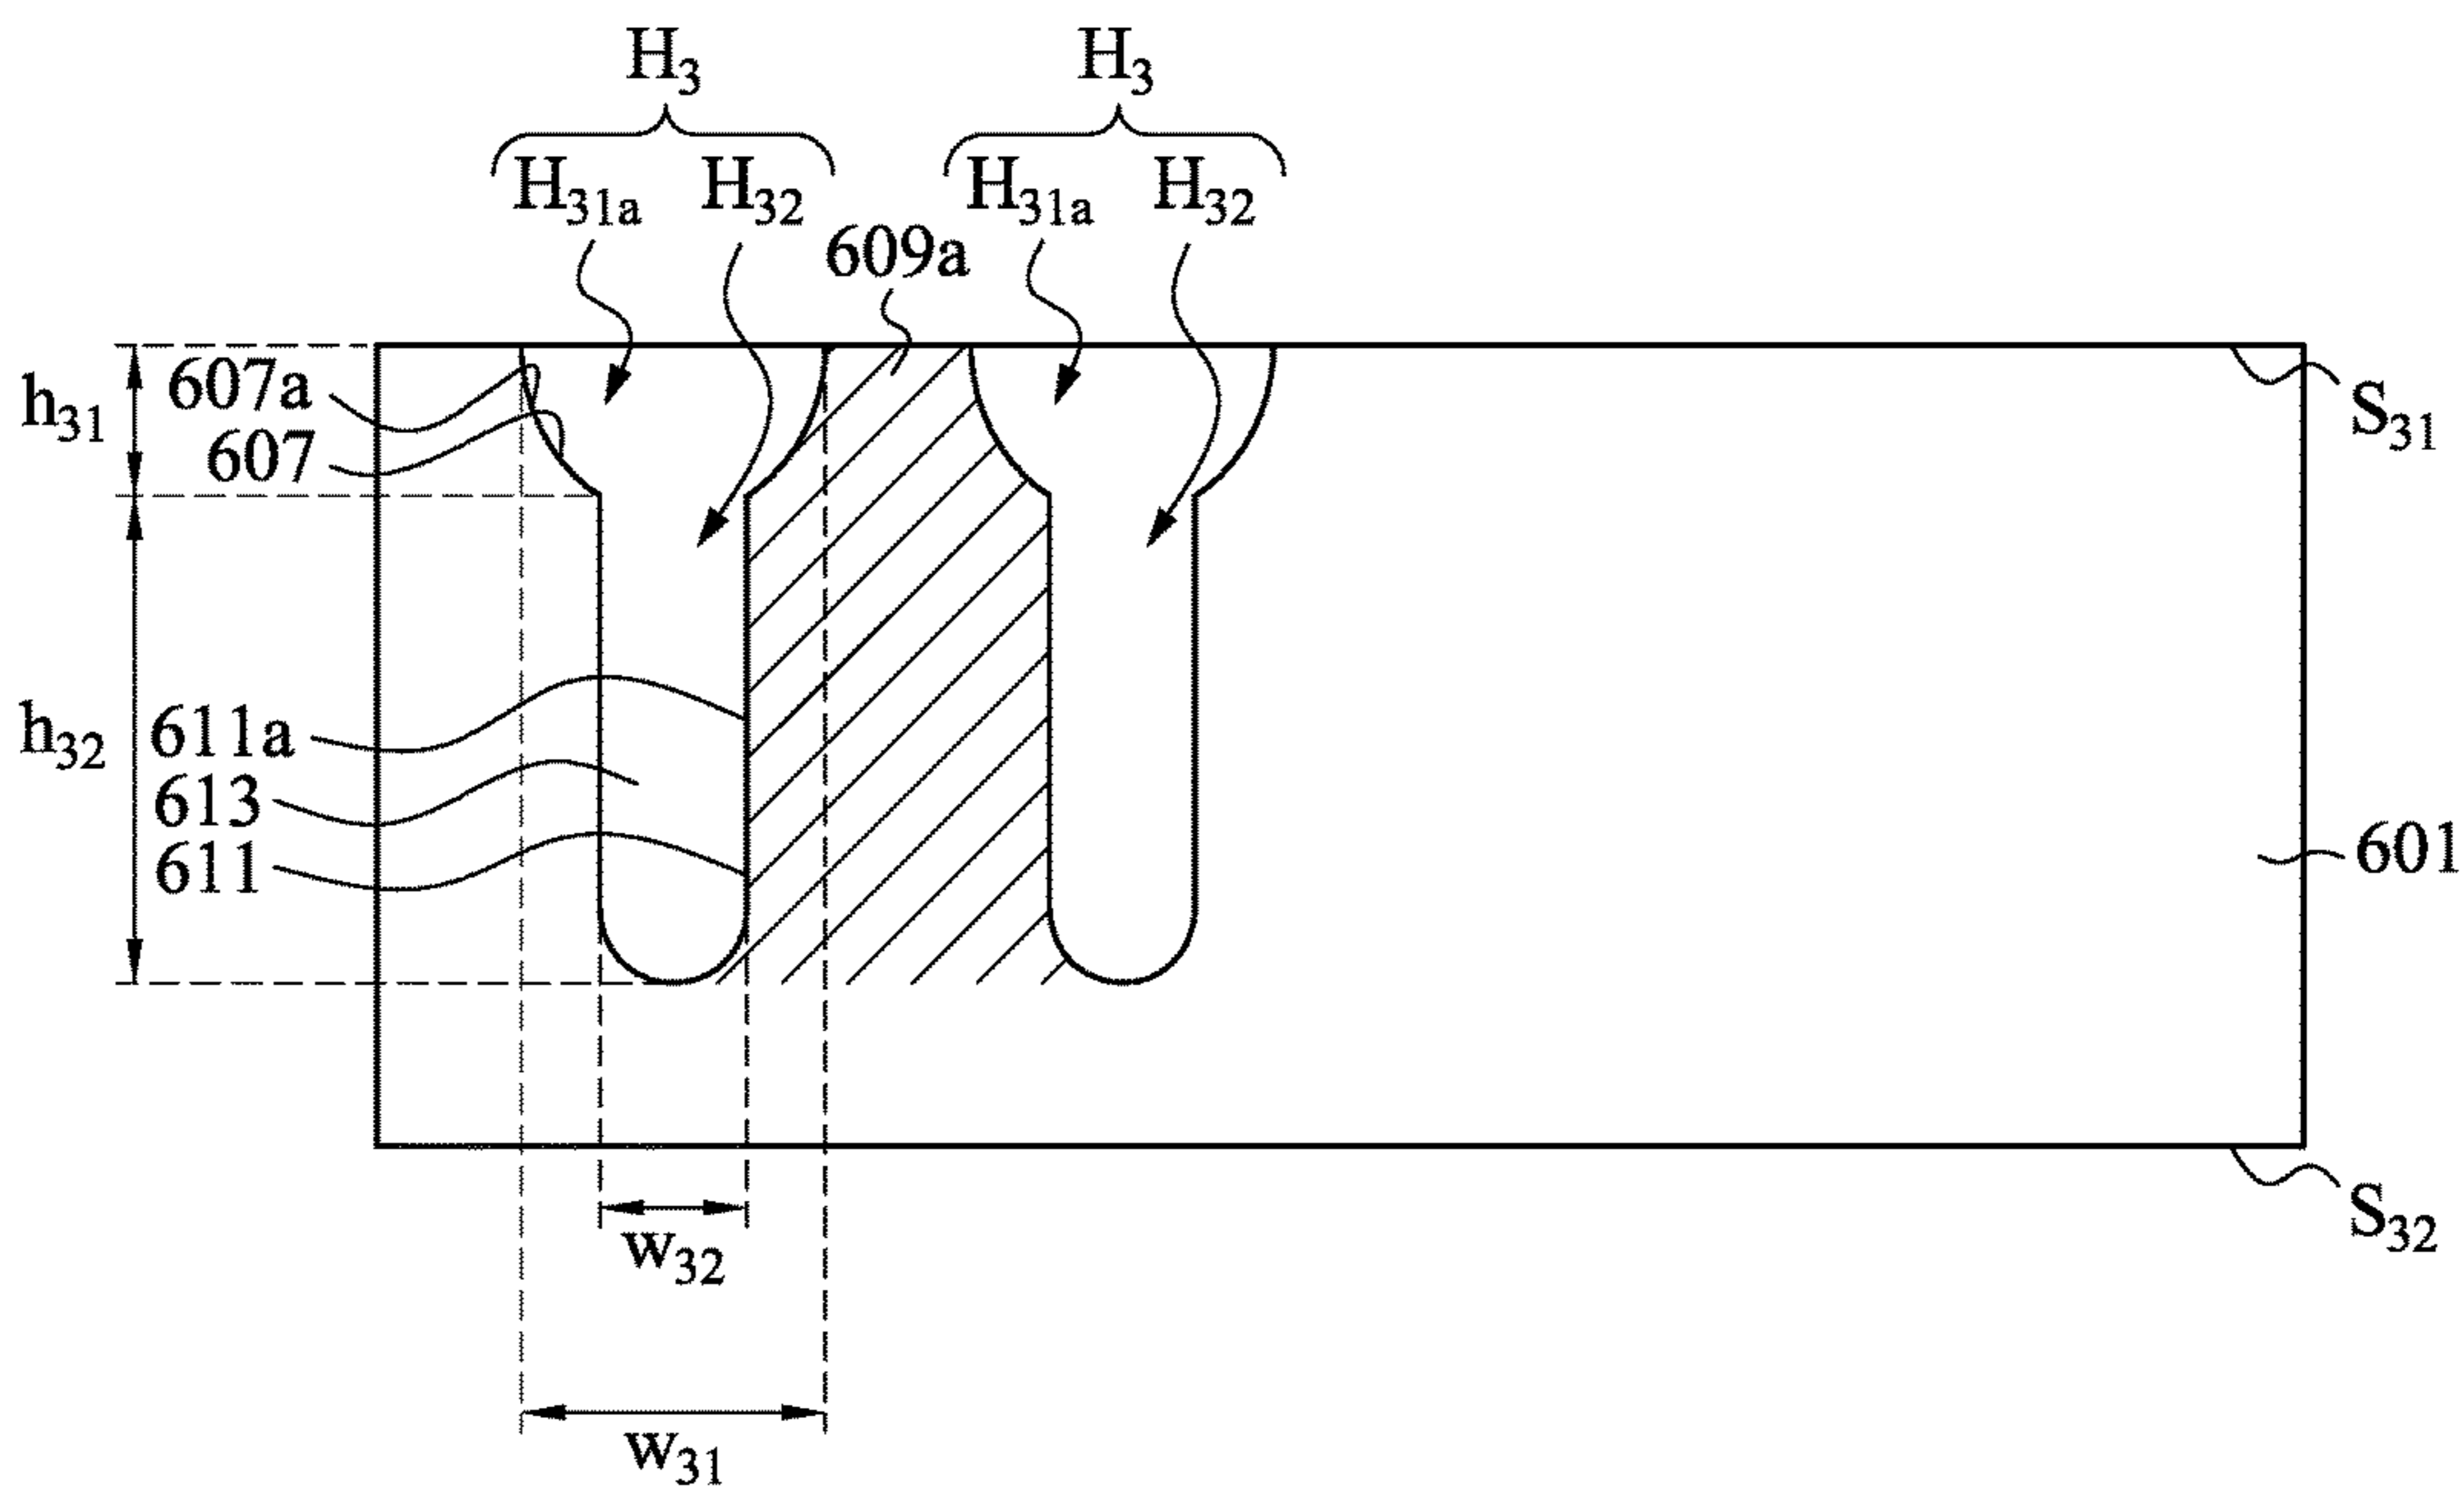 H₃ H₃
H₃₁ₐ H₃₂ H₃₁ₐ H₃₂
609a
h₃₁
607a
607
S₃₁
h₃₂
611a
613
611
601
S₃₂
w₃₂
w₃₁